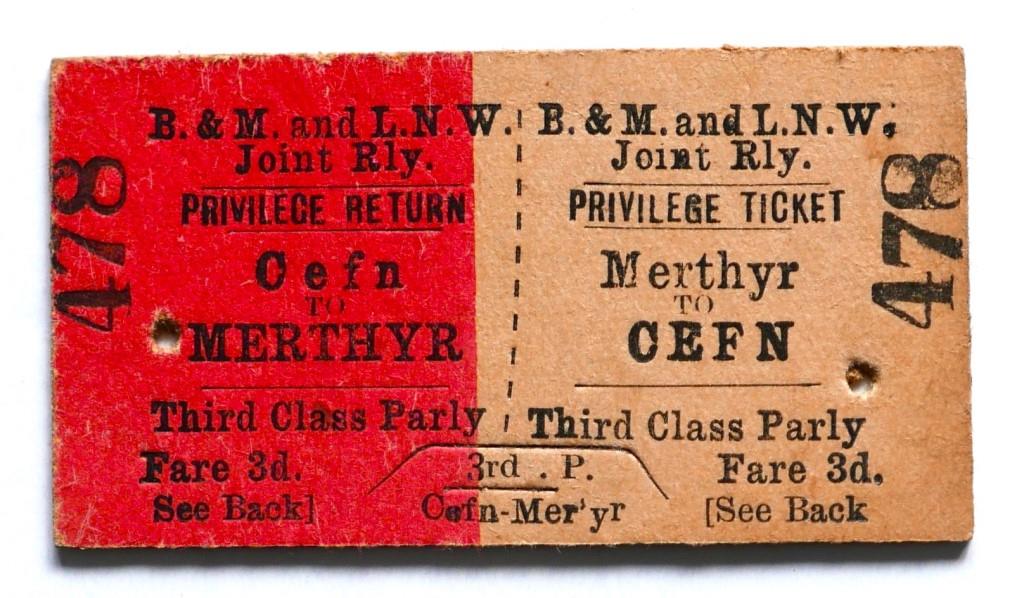 B. & M. and L.N.W.
Joint Rly.
PRIVILEGE RETURN
Cefn
TO
MERTHYR
Third Class Parly
Fare 3d.
See Back]
478
B. & M. and L.N.W.
Joint Rly.
PRIVILEGE TICKET
Merthyr
TO
CEFN
Third Class Parly
Fare 3d.
[See Back
478
3rd . P.
Cefn-Mer'yr